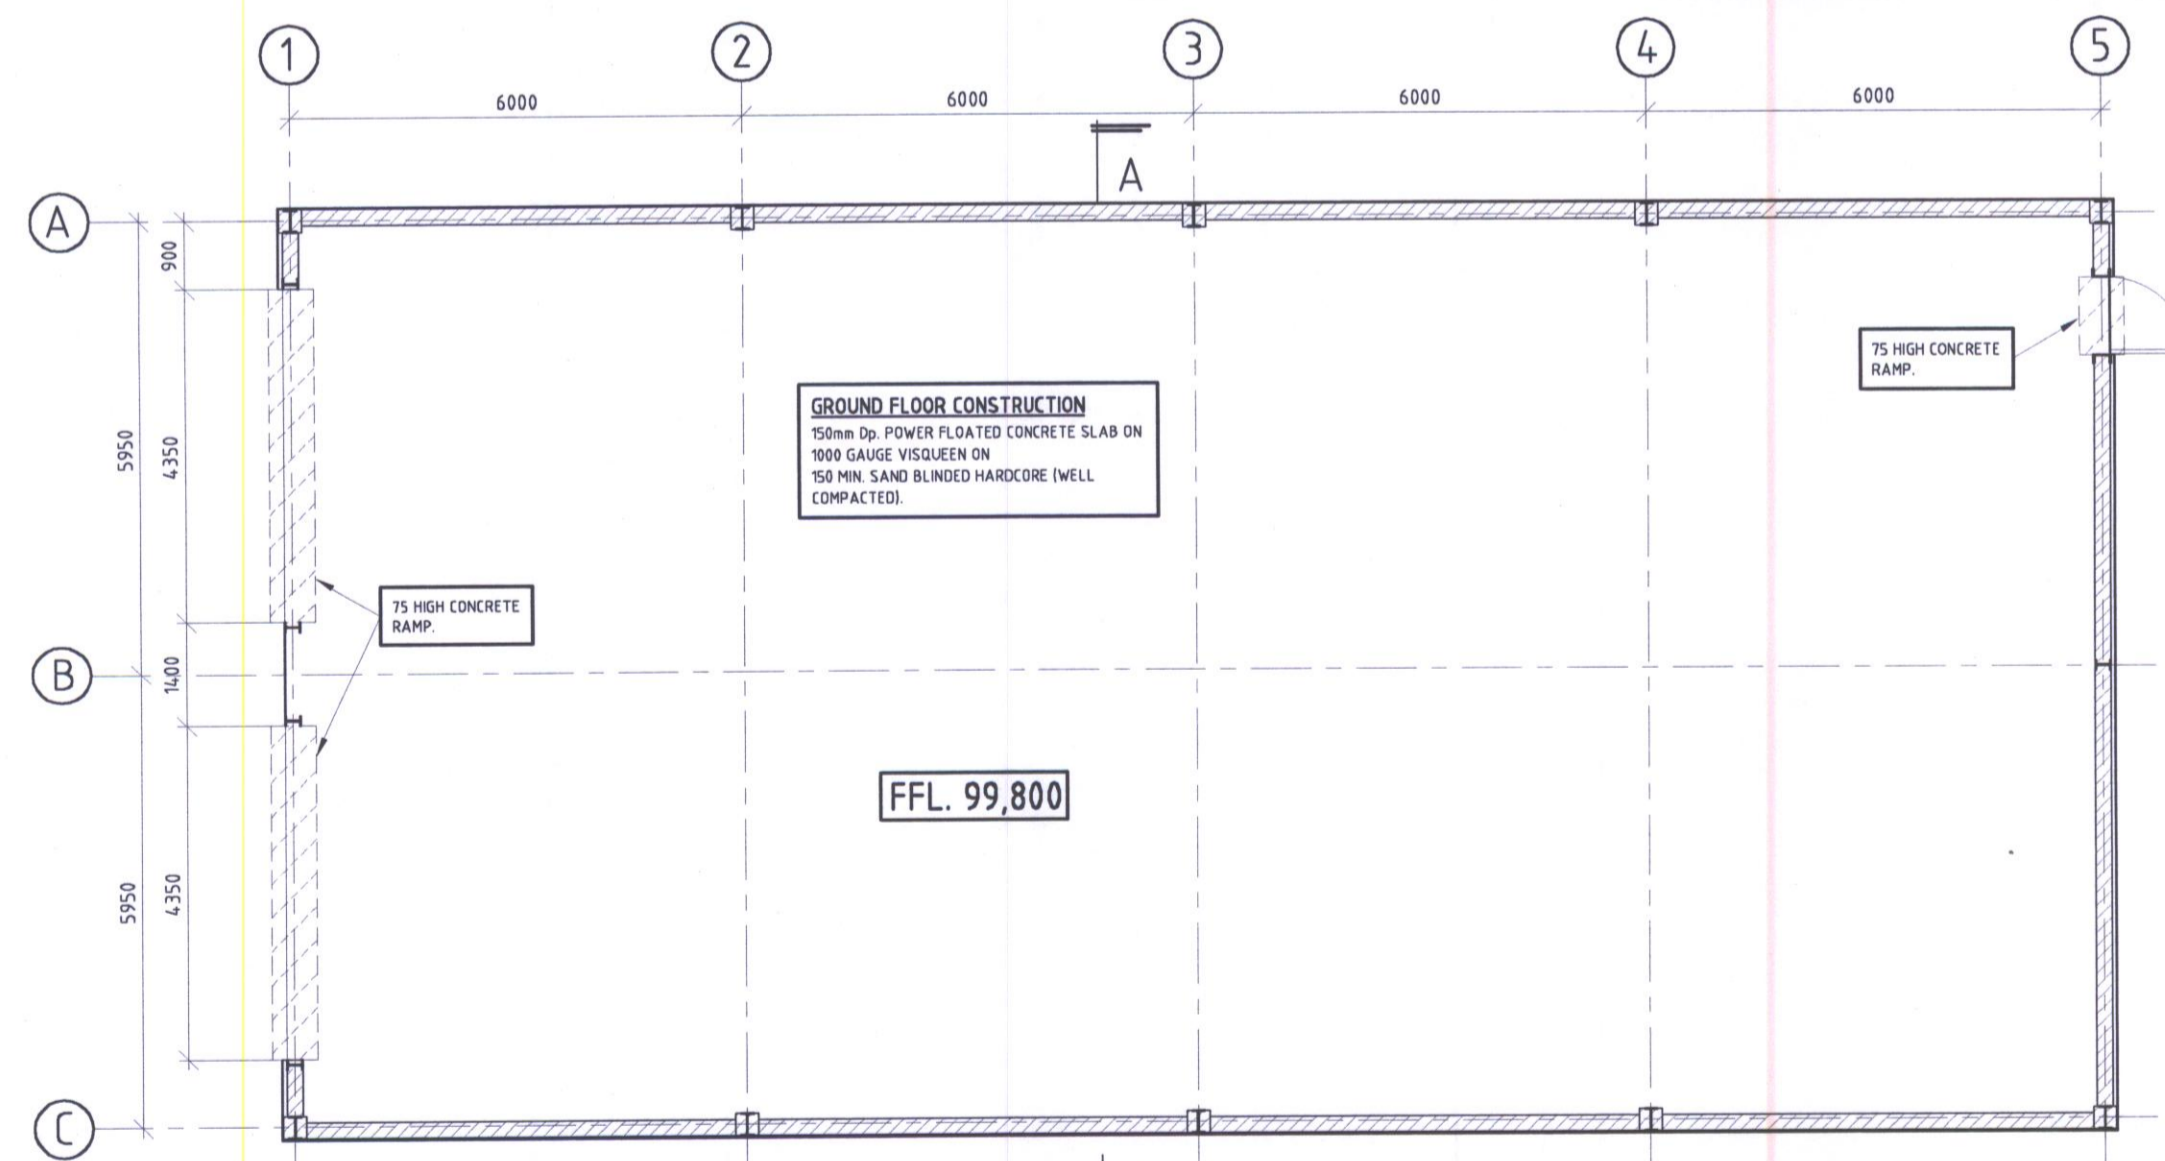 1 2 3 4 5
6000 6000 6000 6000
A
A
900
75 HIGH CONCRETE
RAMP.
GROUND FLOOR CONSTRUCTION
150mm Dp. POWER FLOATED CONCRETE SLAB ON
1000 GAUGE VISQUEEN ON
150 MIN. SAND BLINDED HARDCORE (WELL
COMPACTED).
5950
4350
75 HIGH CONCRETE
RAMP.
B
1400
FFL. 99,800
5950
4350
C